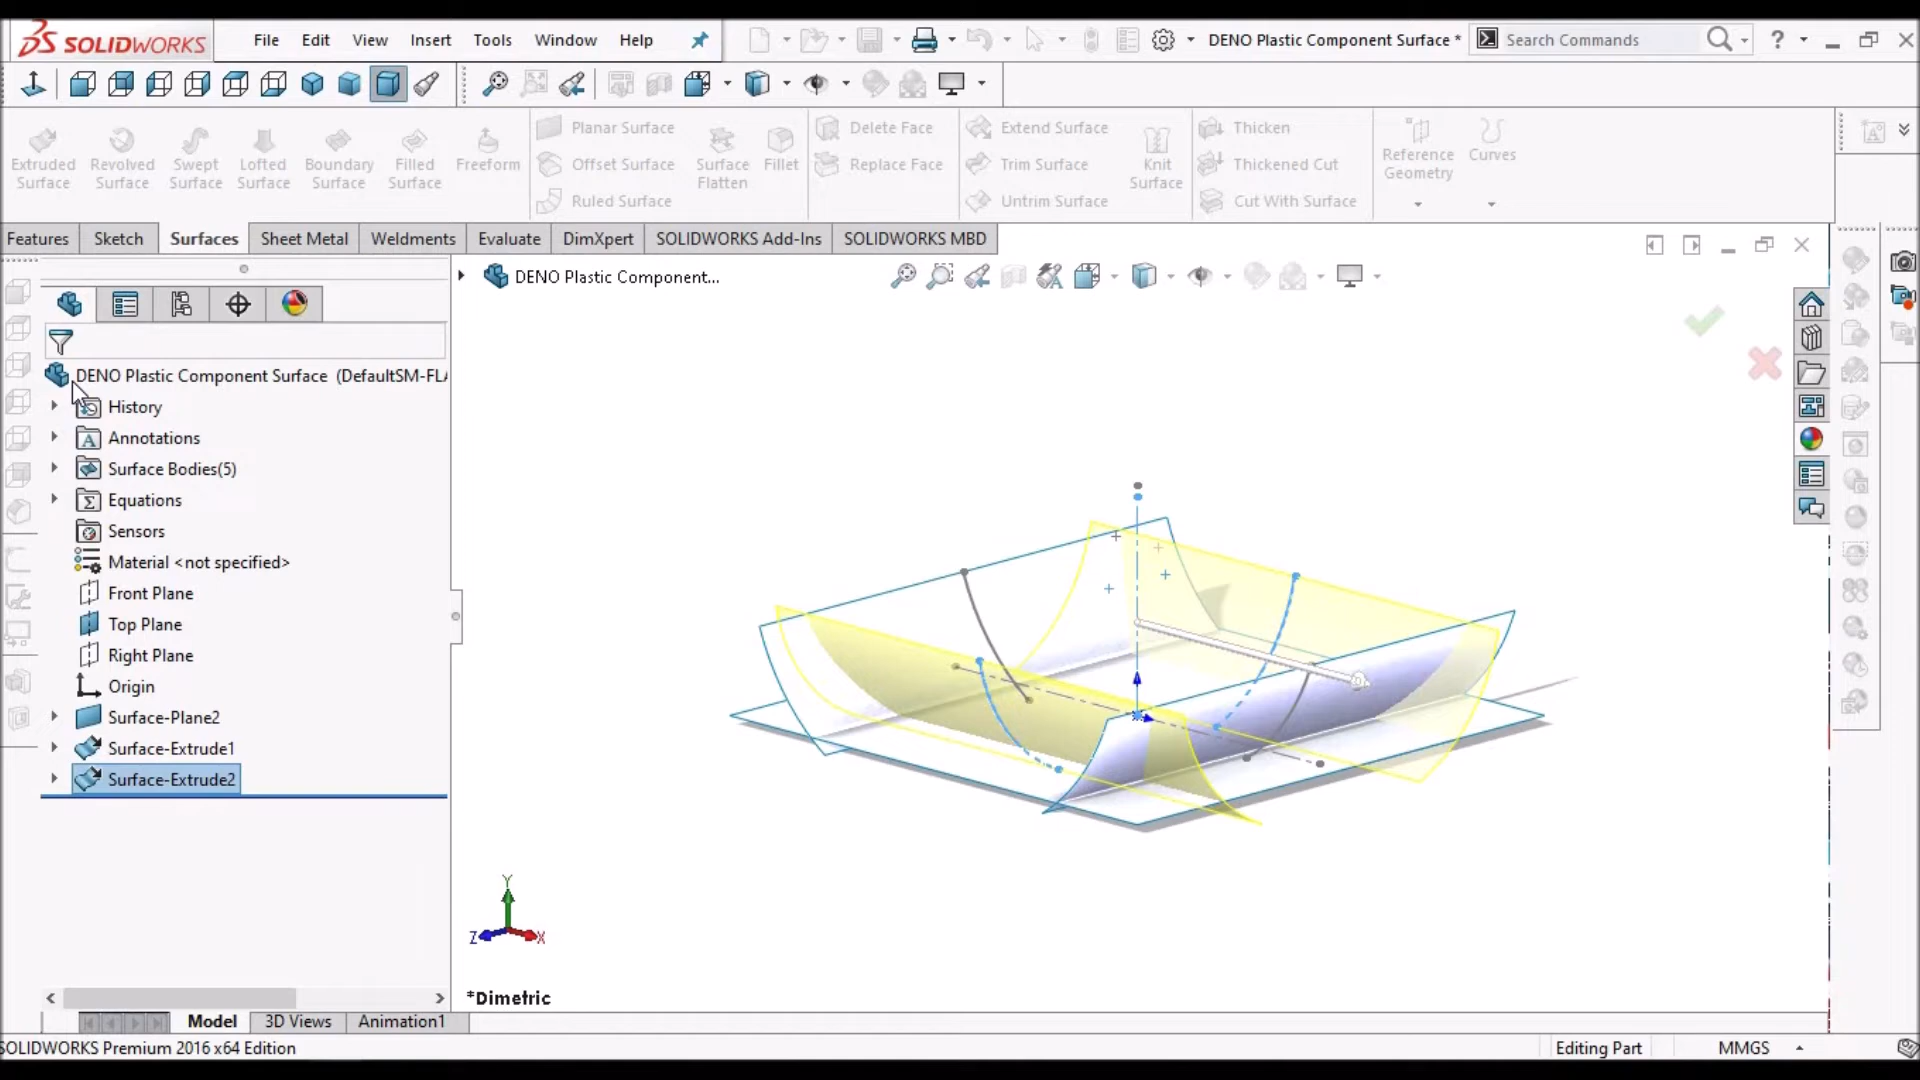 SOLIDWORKS File Edit View Insert Tools Window Help DENO Plastic Component Surface * Search Commands ?
Extruded Surface Revolved Surface Swept Surface Lofted Surface Boundary Surface Filled Surface Freeform
Planar Surface
Offset Surface
Ruled Surface
Surface Flatten
Fillet
Delete Face
Replace Face
Extend Surface
Trim Surface
Untrim Surface
Knit Surface
Thicken
Thickened Cut
Cut With Surface
Reference Geometry
Curves
Features Sketch Surfaces Sheet Metal Weldments Evaluate DimXpert SOLIDWORKS Add-Ins SOLIDWORKS MBD
DENO Plastic Component...
DENO Plastic Component Surface (DefaultSM-FLA
History
Annotations
Surface Bodies(5)
Equations
Sensors
Material <not specified>
Front Plane
Top Plane
Right Plane
Origin
Surface-Plane2
Surface-Extrude1
Surface-Extrude2
Y
Z X
*Dimetric
Model 3D Views Animation1
SOLIDWORKS Premium 2016 x64 Edition Editing Part MMGS